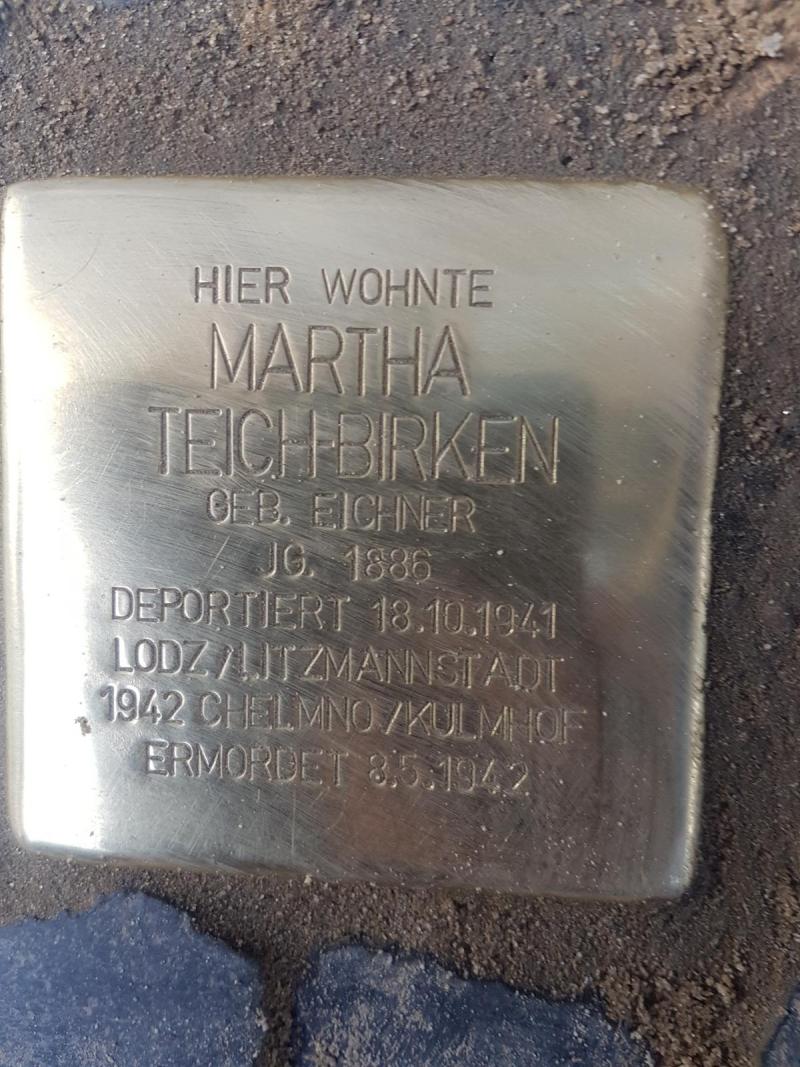 HIER WOHNTE
MARTHA
TEICH-BIRKEN
GEB. EICHNER
JG. 1886
DEPORTIERT 18.10.1941
LODZ/LITZMANNSTADT
1942 CHELMNO/KULMHOF
ERMORDET 8.5.1942